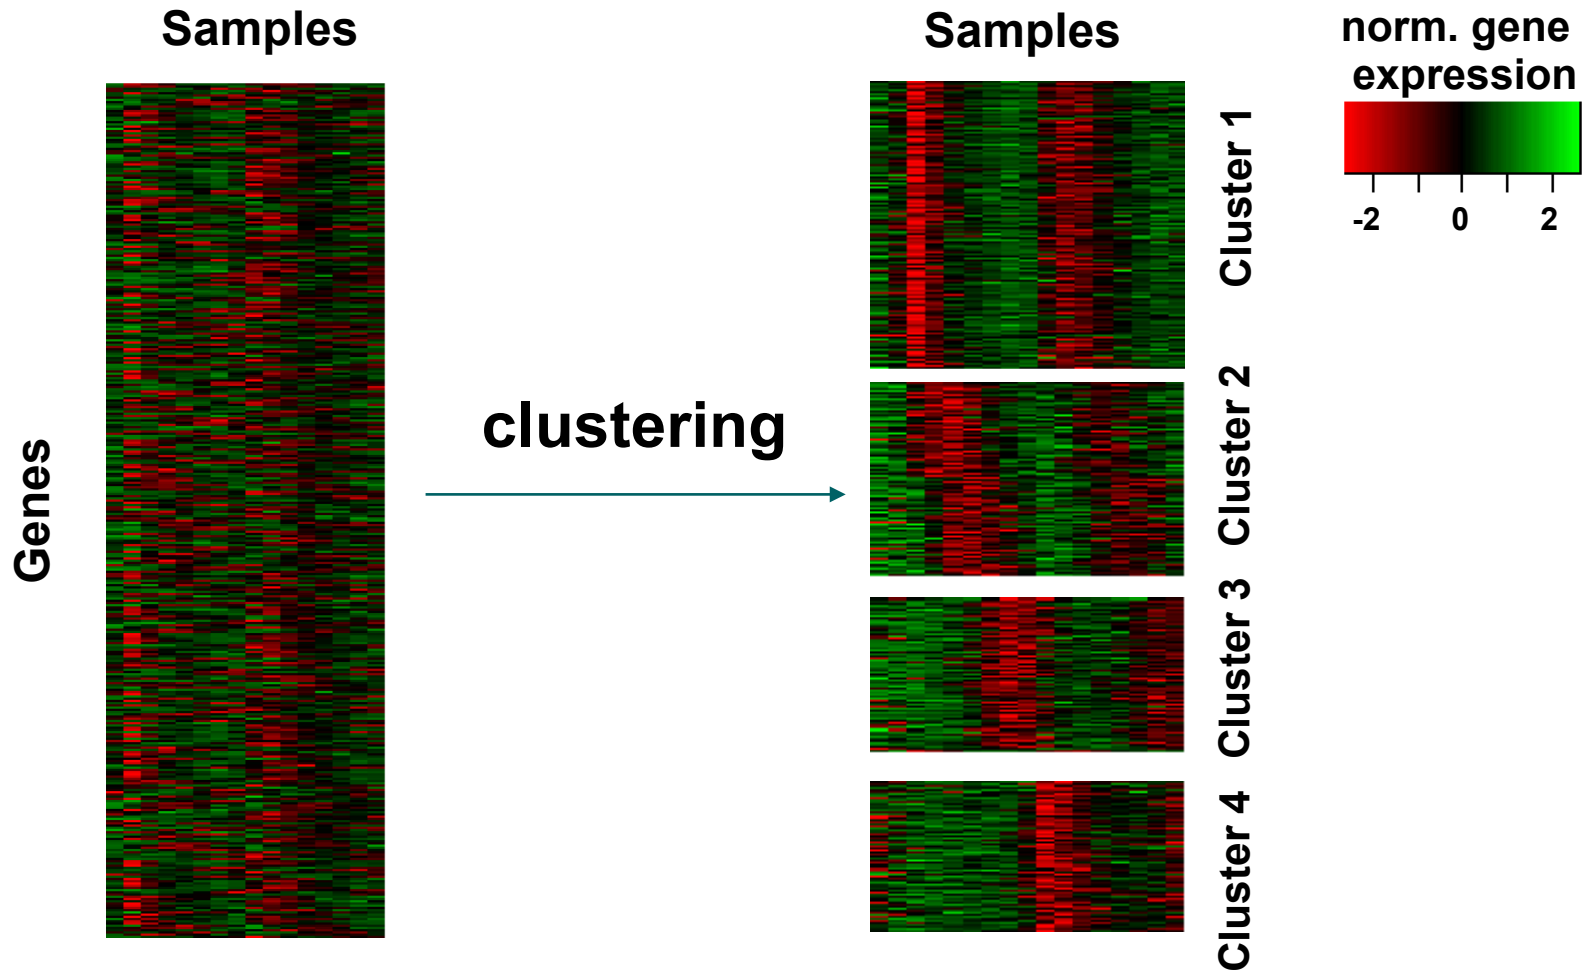 Samples
Genes
clustering
Samples
Cluster 1
Cluster 2
Cluster 3
Cluster 4
norm. gene
expression
-2 0 2